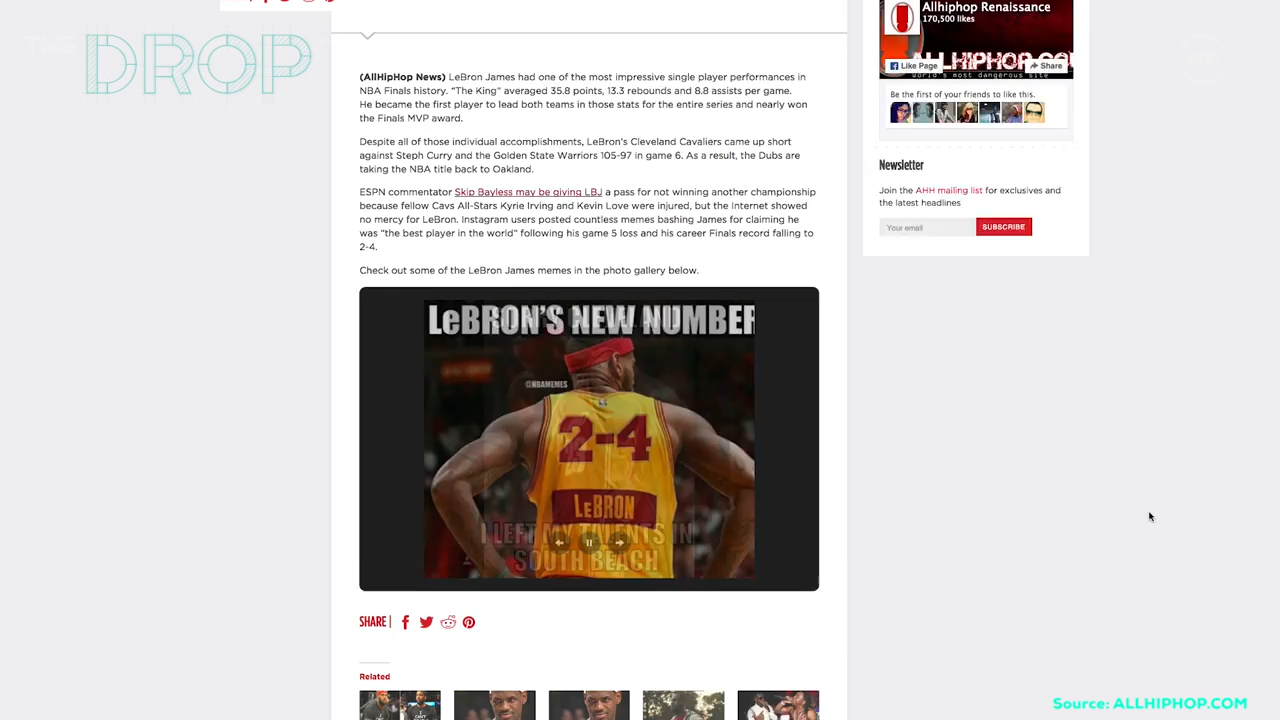 THE
DROP
(AllHipHop News) LeBron James had one of the most impressive single player performances in
NBA Finals history. “The King” averaged 35.8 points, 13.3 rebounds and 8.8 assists per game.
He became the first player to lead both teams in those stats for the entire series and nearly won
the Finals MVP award.
Despite all of those individual accomplishments, LeBron’s Cleveland Cavaliers came up short
against Steph Curry and the Golden State Warriors 105-97 in game 6. As a result, the Dubs are
taking the NBA title back to Oakland.
ESPN commentator Skip Bayless may be giving LBJ a pass for not winning another championship
because fellow Cavs All-Stars Kyrie Irving and Kevin Love were injured, but the Internet showed
no mercy for LeBron. Instagram users posted countless memes bashing James for claiming he
was “the best player in the world” following his game 5 loss and his career Finals record falling to
2-4.
Check out some of the LeBron James memes in the photo gallery below.
LeBRON'S NEW NUMBER
@NBAMEMES
2-4
LeBRON
I LEFT MY TALENTS IN
SOUTH BEACH
SHARE |
Related
Allhiphop Renaissance
170,500 likes
ALLHIPHOP.CO
Like Page
Share
world's most dangerous site
Be the first of your friends to like this.
Newsletter
Join the AHH mailing list for exclusives and
the latest headlines
Your email
SUBSCRIBE
Source: ALLHIPHOP.COM